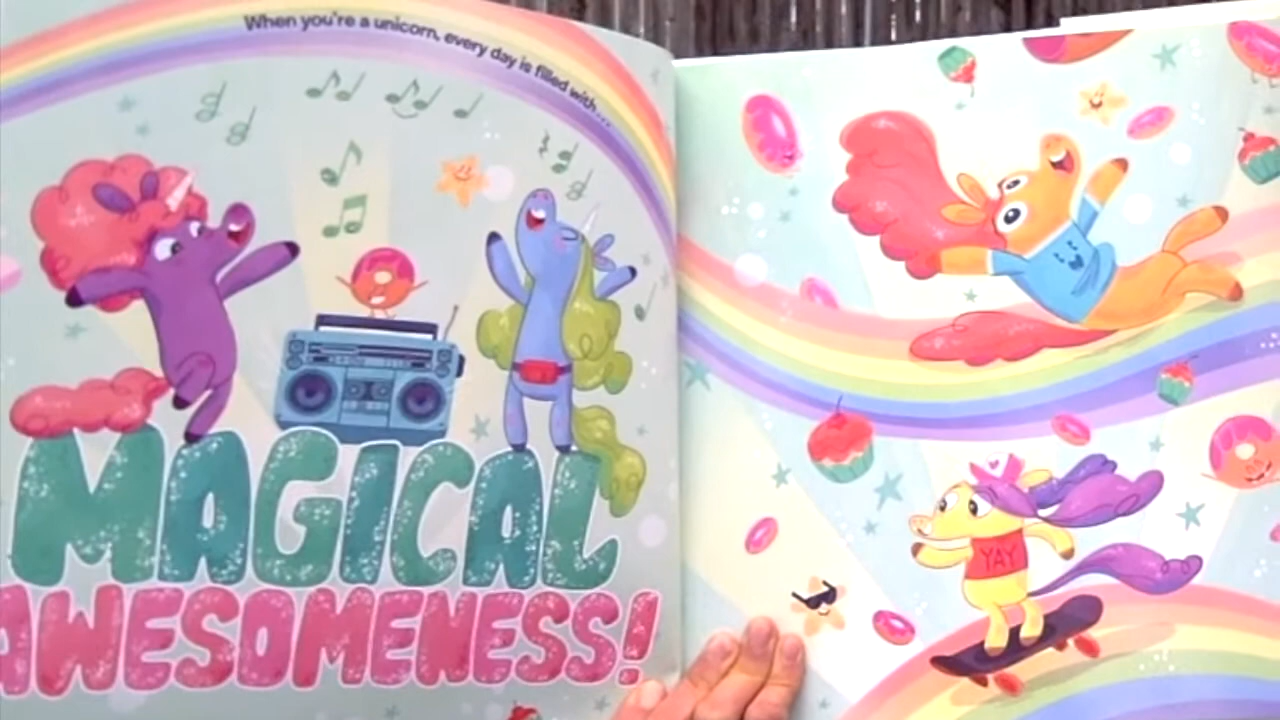 When you're a unicorn, every day is filled with...
MAGICAL
AWESOMENESS!
YAY